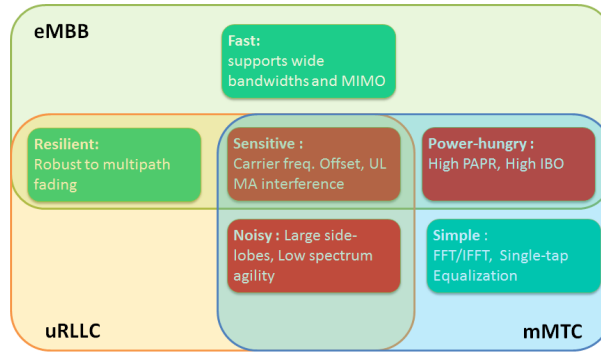 eMBB
Fast:
supports wide
bandwidths and MIMO
Resilient:
Robust to multipath
fading
Sensitive :
Carrier freq. Offset, UL
MA interference
Power-hungry :
High PAPR, High IBO
Noisy : Large side-
lobes, Low spectrum
agility
Simple :
FFT/IFFT, Single-tap
Equalization
uRLLC
mMTC